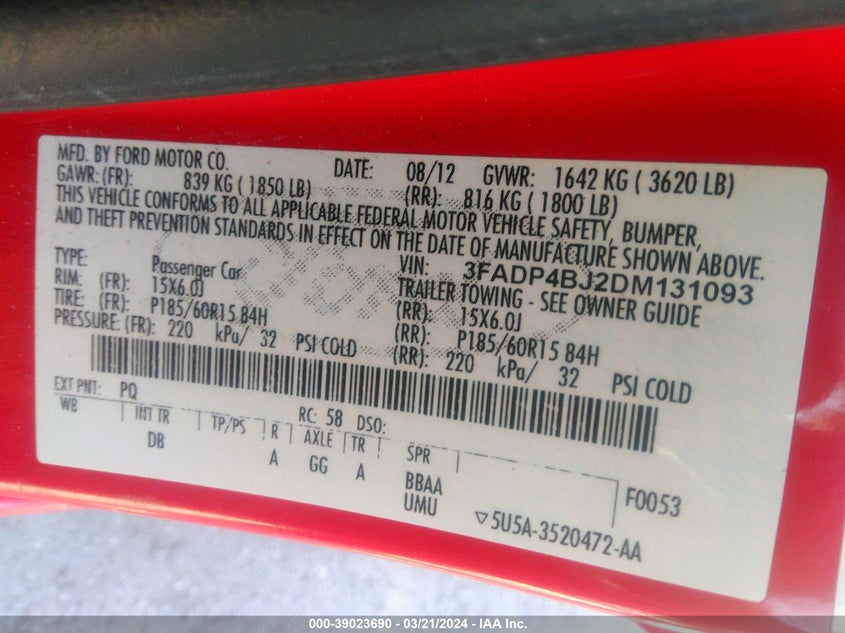 MFD. BY FORD MOTOR CO. DATE: 08/12 GVWR: 1642 KG ( 3620 LB)
GAWR: (FR): 839 KG ( 1850 LB) (RR): 816 KG ( 1800 LB)
THIS VEHICLE CONFORMS TO ALL APPLICABLE FEDERAL MOTOR VEHICLE SAFETY, BUMPER,
AND THEFT PREVENTION STANDARDS IN EFFECT ON THE DATE OF MANUFACTURE SHOWN ABOVE.
VIN: 3FADP4BJ2DM131093
TYPE: Passenger Car TRAILER TOWING - SEE OWNER GUIDE
RIM: (FR): 15X6.0J (RR): 15X6.0J
TIRE: (FR): P185/60R15 84H (RR): P185/60R15 84H
PRESSURE: (FR): 220 kPa/ 32 PSI COLD (RR): 220 kPa/ 32 PSI COLD
EXT PNT: PQ RC: 58 DSO:
WB INT TR TP/PS R AXLE TR SPR
DB A GG A BBAA F0053
UMU ▽5U5A-3520472-AA
000-39023690 — 03/21/2024 — IAA Inc.